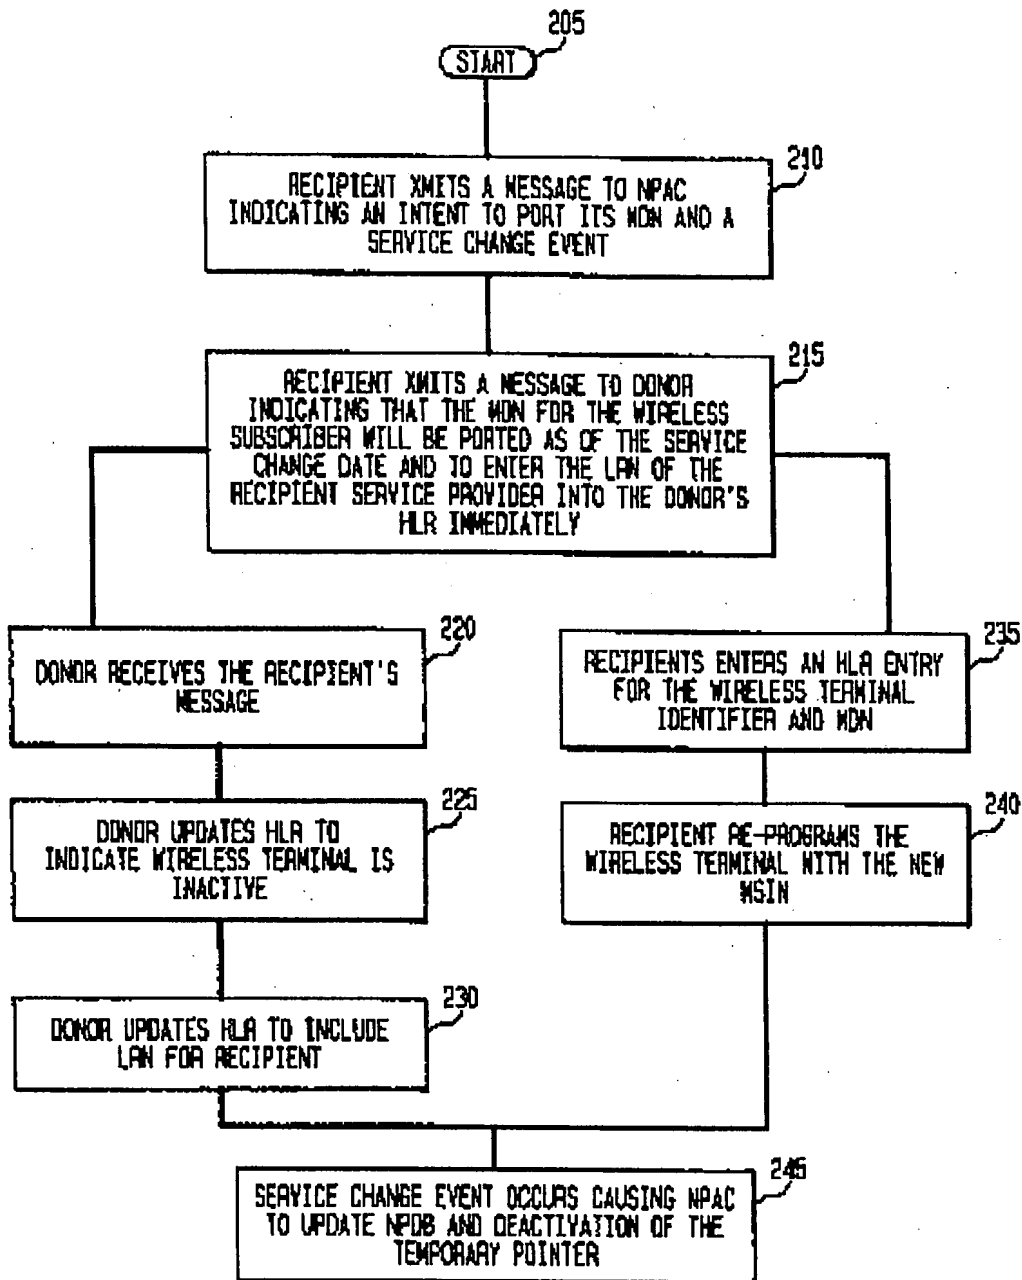 205
START
210
RECIPIENT XMITS A MESSAGE TO NPAC
INDICATING AN INTENT TO PORT ITS MDN AND A
SERVICE CHANGE EVENT
215
RECIPIENT XMITS A MESSAGE TO DONOR
INDICATING THAT THE MDN FOR THE WIRELESS
SUBSCRIBER WILL BE PORTED AS OF THE SERVICE
CHANGE DATE AND TO ENTER THE LRN OF THE
RECIPIENT SERVICE PROVIDER INTO THE DONOR'S
HLR IMMEDIATELY
220
DONOR RECEIVES THE RECIPIENT'S
MESSAGE
225
DONOR UPDATES HLR TO
INDICATE WIRELESS TERMINAL IS
INACTIVE
230
DONOR UPDATES HLR TO INCLUDE
LRN FOR RECIPIENT
235
RECIPIENTS ENTERS AN HLR ENTRY
FOR THE WIRELESS TERMINAL
IDENTIFIER AND MDN
240
RECIPIENT RE-PROGRAMS THE
WIRELESS TERMINAL WITH THE NEW
MSIN
245
SERVICE CHANGE EVENT OCCURS CAUSING NPAC
TO UPDATE NPDB AND DEACTIVATION OF THE
TEMPORARY POINTER